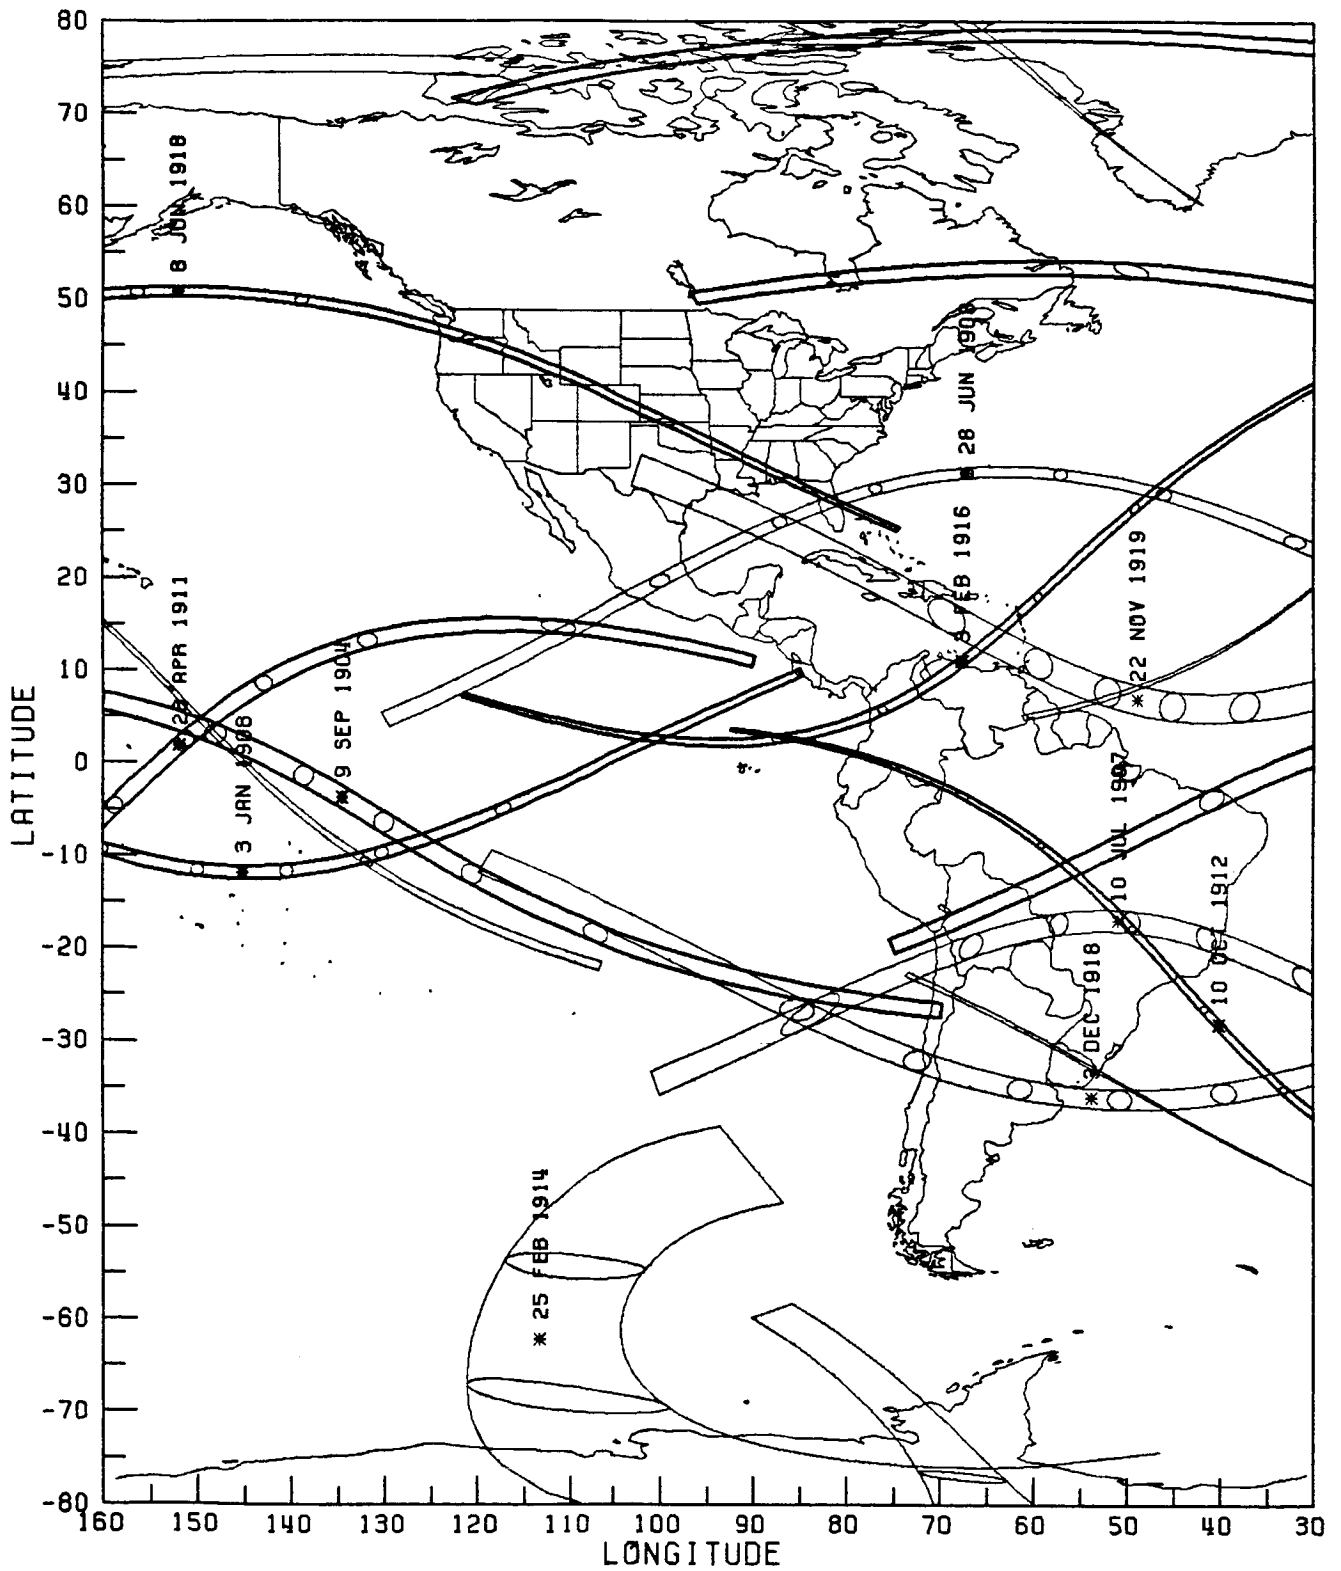 80
70
60
50
40
30
20
10
0
-10
-20
-30
-40
-50
-60
-70
-80
LATITUDE
160 150 140 130 120 110 100 90 80 70 60 50 40 30
LONGITUDE
8 JUN 1918
28 APR 1911
3 JAN 1908
9 SEP 1904
28 JUN 1908
3 FEB 1916
22 NOV 1919
10 JUL 1907
10 OCT 1912
3 DEC 1918
25 FEB 1914